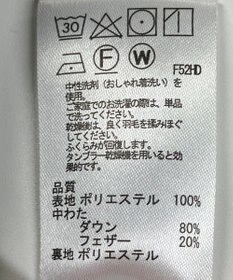 30
F W F52HD
中性洗剤(おしゃれ着洗い)を
使用。
ご家庭でのお洗濯の際は、単品
で洗ってください。
乾燥後は、良く羽毛を揉みほぐ
してください。
ふくらみが回復します。
タンブラー乾燥機を用いると効
果的です。
品質
表地 ポリエステル 100%
中わた
ダウン 80%
フェザー 20%
裏地 ポリエステル